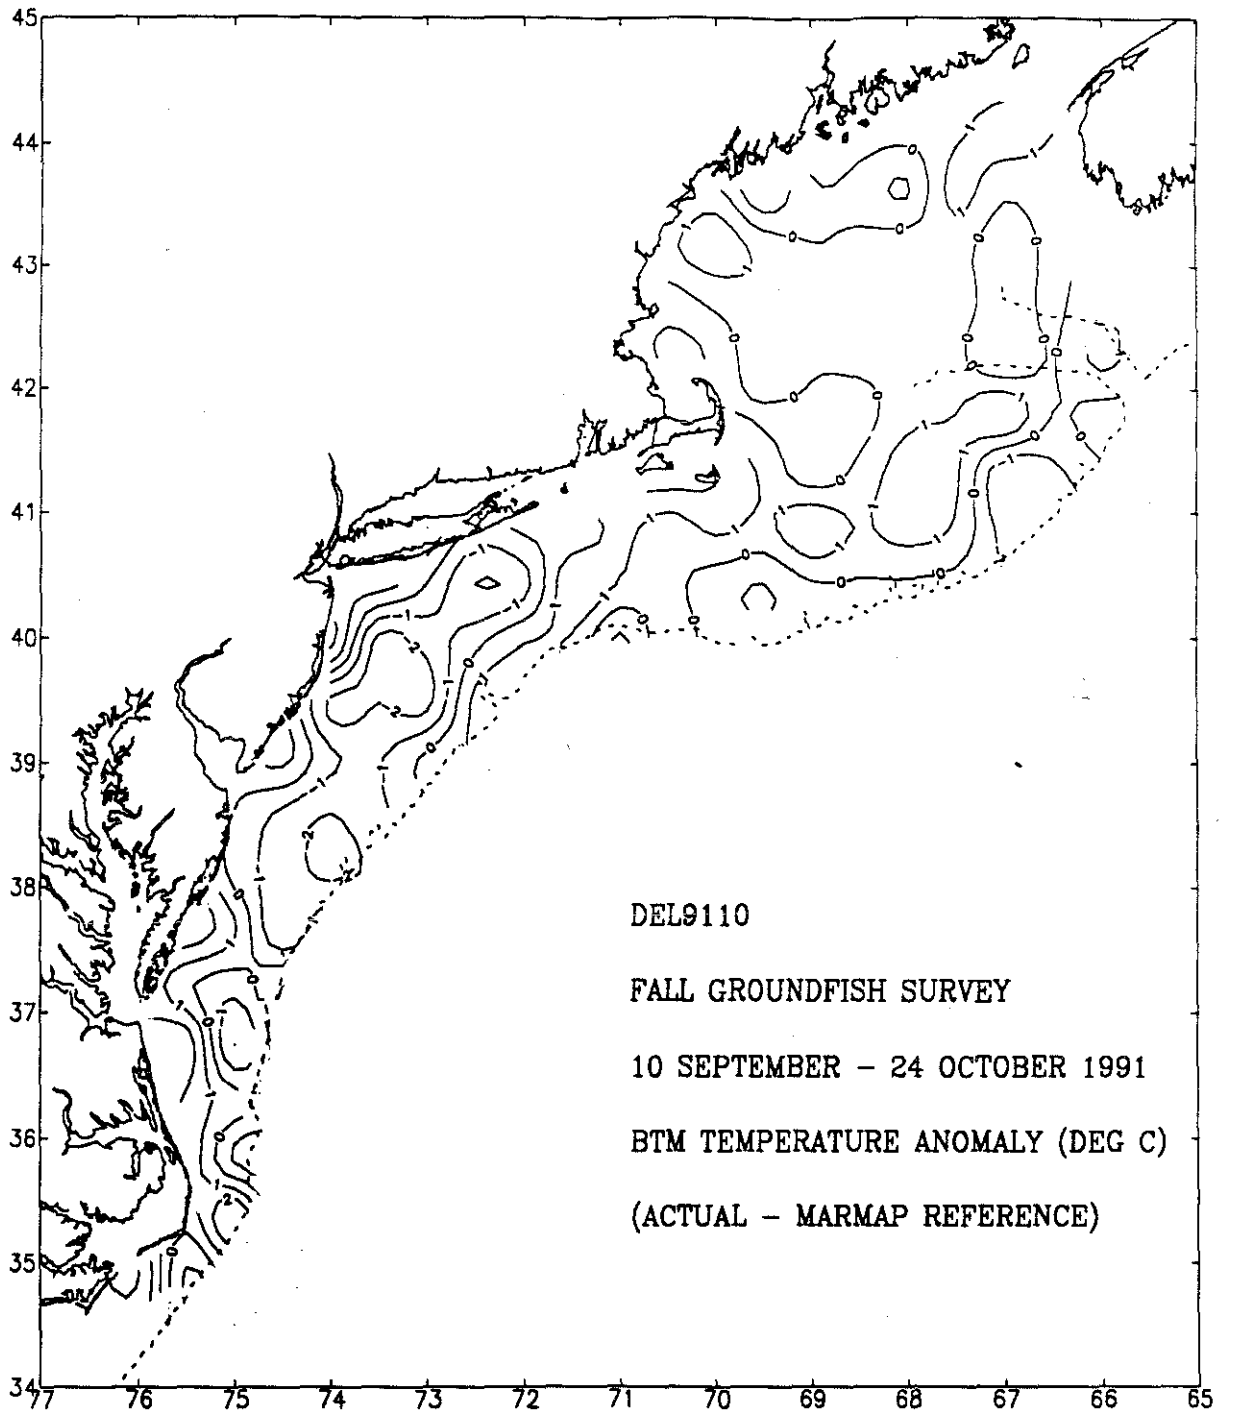 45
44
43
42
41
40
39
38
37
36
35
34
77 76 75 74 73 72 71 70 69 68 67 66 65
DEL9110
FALL GROUNDFISH SURVEY
10 SEPTEMBER – 24 OCTOBER 1991
BTM TEMPERATURE ANOMALY (DEG C)
(ACTUAL – MARMAP REFERENCE)